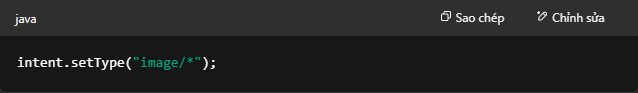 java Sao chép Chỉnh sửa
intent.setType("image/*");